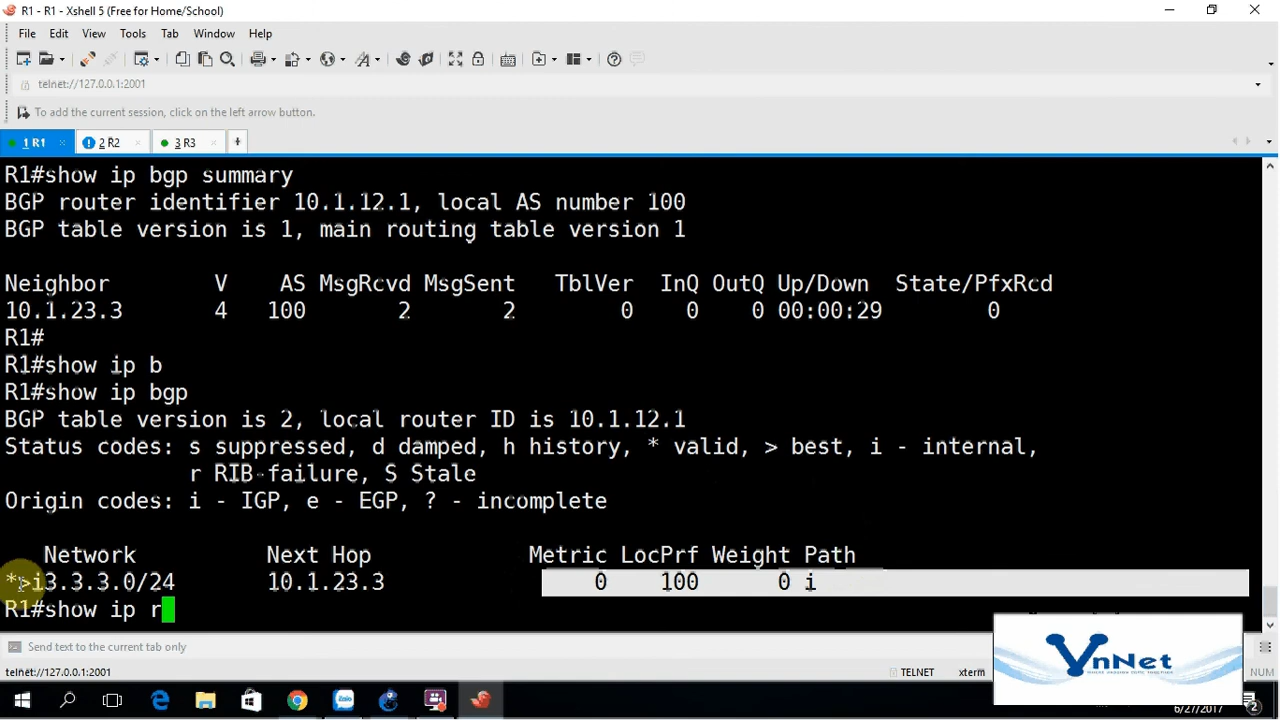 R1 - R1 - Xshell 5 (Free for Home/School)
File Edit View Tools Tab Window Help
telnet://127.0.0.1:2001
To add the current session, click on the left arrow button.
1 R1 2 R2 3 R3 +
R1#show ip bgp summary
BGP router identifier 10.1.12.1, local AS number 100
BGP table version is 1, main routing table version 1
Neighbor V AS MsgRcvd MsgSent TblVer InQ OutQ Up/Down State/PfxRcd
10.1.23.3 4 100 2 2 0 0 0 00:00:29 0
R1#
R1#show ip b
R1#show ip bgp
BGP table version is 2, local router ID is 10.1.12.1
Status codes: s suppressed, d damped, h history, * valid, > best, i - internal,
r RIB-failure, S Stale
Origin codes: i - IGP, e - EGP, ? - incomplete
Network Next Hop Metric LocPrf Weight Path
*>i3.3.3.0/24 10.1.23.3 0 100 0 i
R1#show ip r
Send text to the current tab only
telnet://127.0.0.1:2001 TELNET xterm NUM
VnNet
6/27/2017 2